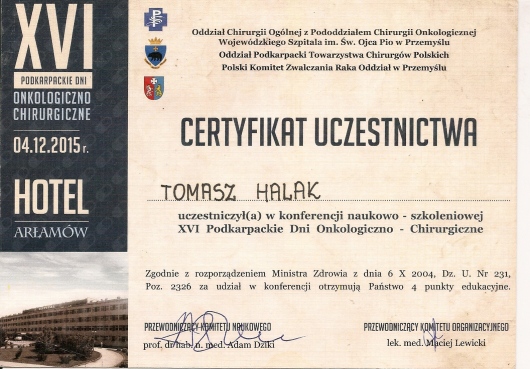 XVI
PODKARPACKIE DNI
ONKOLOGICZNO
CHIRURGICZNE
04.12.2015 r.
HOTEL
ARŁAMÓW
Oddział Chirurgii Ogólnej z Pododdziałem Chirurgii Onkologicznej
Wojewódzkiego Szpitala im. Św. Ojca Pio w Przemyślu
Oddział Podkarpacki Towarzystwa Chirurgów Polskich
Polski Komitet Zwalczania Raka Oddział w Przemyślu
CERTYFIKAT UCZESTNICTWA
TOMASZ HALAK
uczestniczył(a) w konferencji naukowo - szkoleniowej
XVI Podkarpackie Dni Onkologiczno - Chirurgiczne
Zgodnie z rozporządzeniem Ministra Zdrowia z dnia 6 X 2004, Dz. U. Nr 231,
Poz. 2326 za udział w konferencji otrzymują Państwo 4 punkty edukacyjne.
PRZEWODNICZĄCY KOMITETU NAUKOWEGO
prof. dr hab. n. med. Adam Dziki
PRZEWODNICZĄCY KOMITETU ORGANIZACYJNEGO
lek. med. Maciej Lewicki